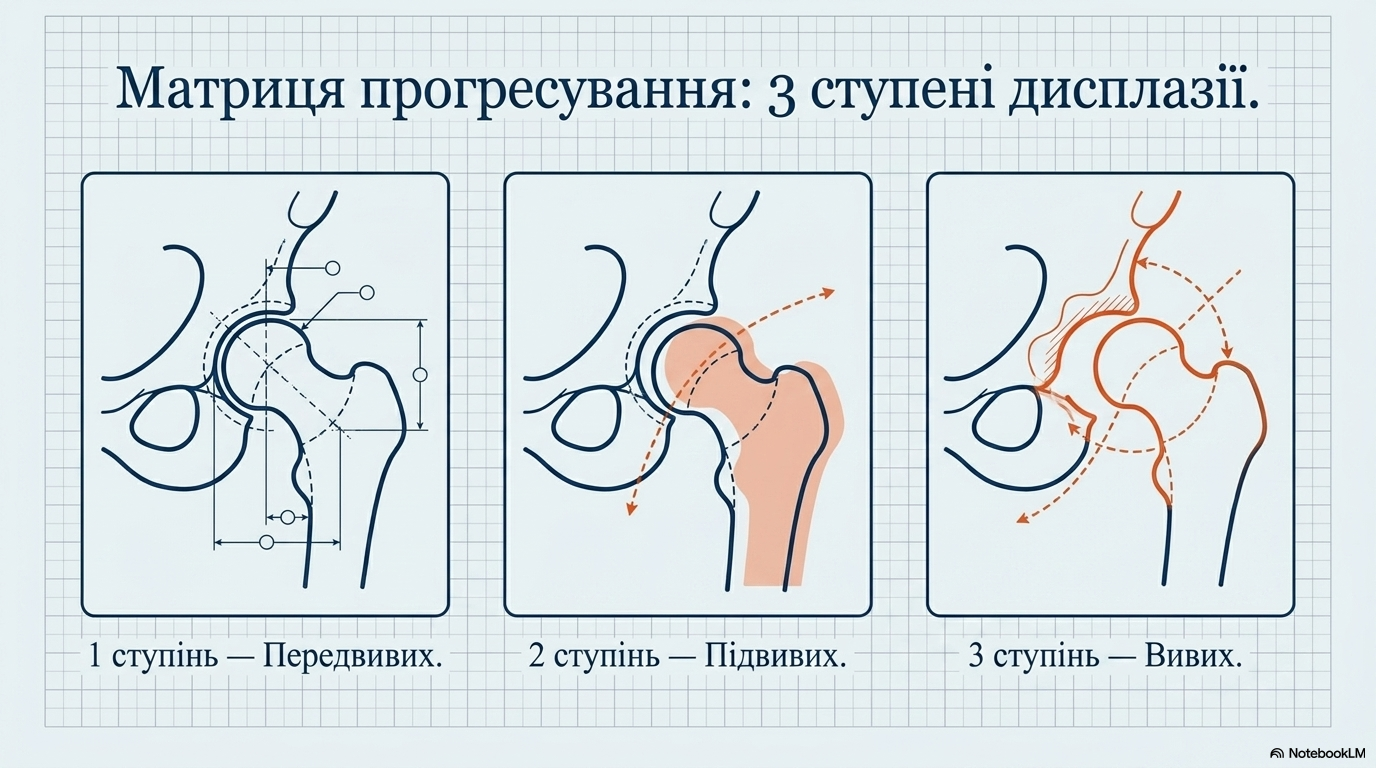 Матриця прогресування: 3 ступені дисплазії.
1 ступінь — Передвивих.
2 ступінь — Підвивих.
3 ступінь — Вивих.
NotebookLM